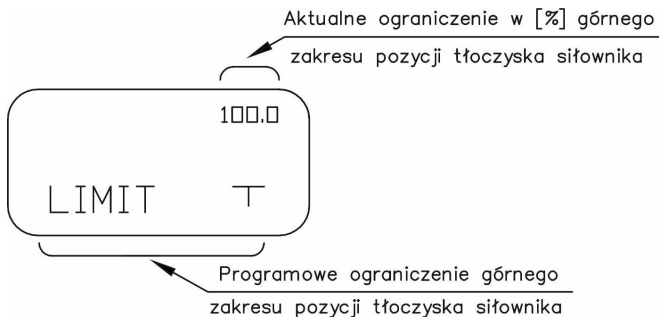 Aktualne ograniczenie w [%] górnego
zakresu pozycji tłoczyska siłownika
100.0
LIMIT T
Programowe ograniczenie górnego
zakresu pozycji tłoczyska siłownika